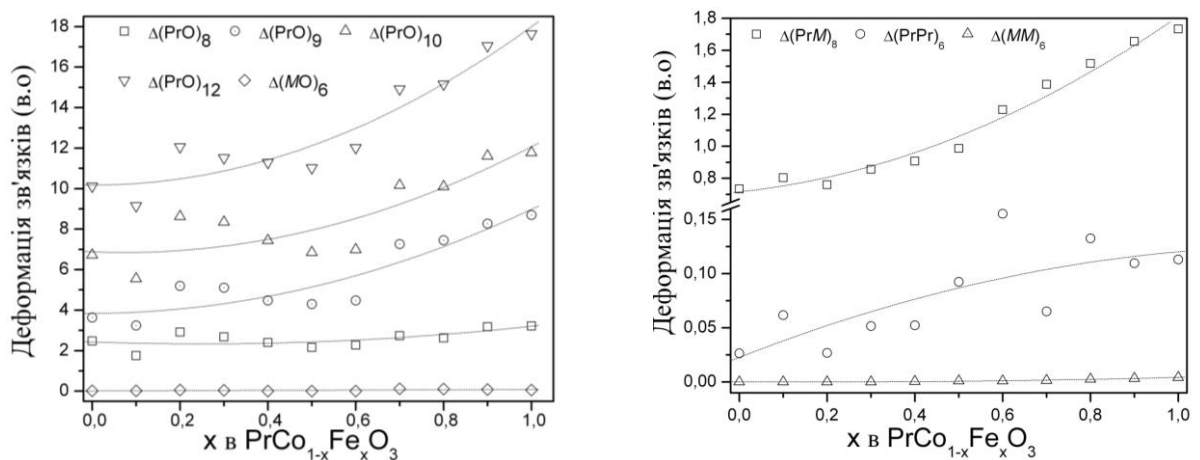 Деформація зв'язків (в.о)
□ Δ(PrO)₈ ○ Δ(PrO)₉ △ Δ(PrO)₁₀
▽ Δ(PrO)₁₂ ◇ Δ(MO)₆
18
16
14
12
10
8
6
4
2
0
0,0 0,2 0,4 0,6 0,8 1,0
x в PrCo₁₋ₓFeₓO₃
Деформація зв'язків (в.о)
□ Δ(PrM)₈ ○ Δ(PrPr)₆ △ Δ(MM)₆
1,8
1,6
1,4
1,2
1,0
0,8
0,15
0,10
0,05
0,00
0,0 0,2 0,4 0,6 0,8 1,0
x в PrCo₁₋ₓFeₓO₃